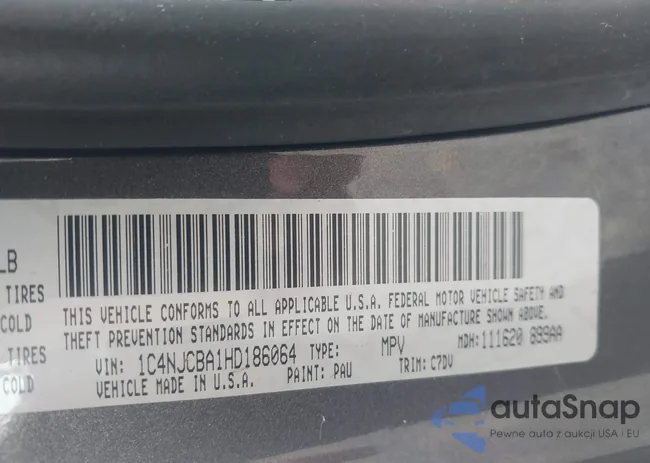 LB
TIRES
COLD
TIRES
COLD
THIS VEHICLE CONFORMS TO ALL APPLICABLE U.S.A. FEDERAL MOTOR VEHICLE SAFETY AND
THEFT PREVENTION STANDARDS IN EFFECT ON THE DATE OF MANUFACTURE SHOWN ABOVE.
VIN: 1C4NJCBA1HD186064 TYPE: MPV MDH: 111620 899AA
VEHICLE MADE IN U.S.A. PAINT: PAU TRIM: C7DV
autaSnap
Pewne auta z aukcji USA i EU